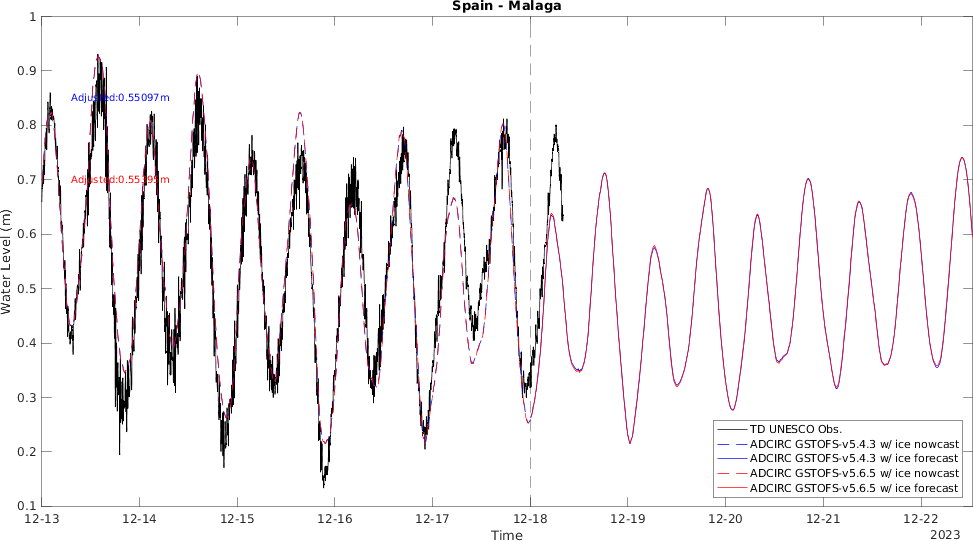 Spain - Malaga
1
0.9
0.8
0.7
0.6
0.5
0.4
0.3
0.2
0.1
Water Level (m)
Adjusted:0.55097m
Adjusted:0.55395m
TD UNESCO Obs.
ADCIRC GSTOFS-v5.4.3 w/ ice nowcast
ADCIRC GSTOFS-v5.4.3 w/ ice forecast
ADCIRC GSTOFS-v5.6.5 w/ ice nowcast
ADCIRC GSTOFS-v5.6.5 w/ ice forecast
12-13 12-14 12-15 12-16 12-17 12-18 12-19 12-20 12-21 12-22
Time
2023